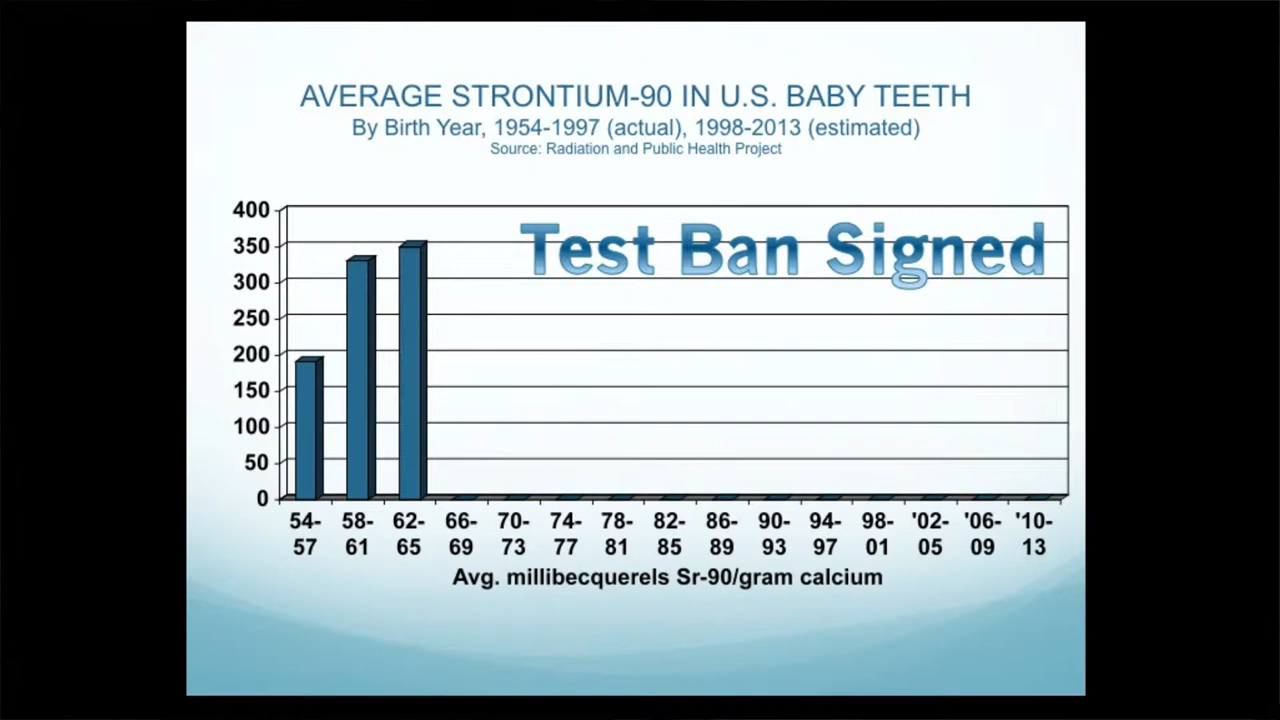 AVERAGE STRONTIUM-90 IN U.S. BABY TEETH
By Birth Year, 1954-1997 (actual), 1998-2013 (estimated)
Source: Radiation and Public Health Project
Test Ban Signed
400
350
300
250
200
150
100
50
0
54- 58- 62- 66- 70- 74- 78- 82- 86- 90- 94- 98- '02- '06- '10-
57 61 65 69 73 77 81 85 89 93 97 01 05 09 13
Avg. millibecquerels Sr-90/gram calcium